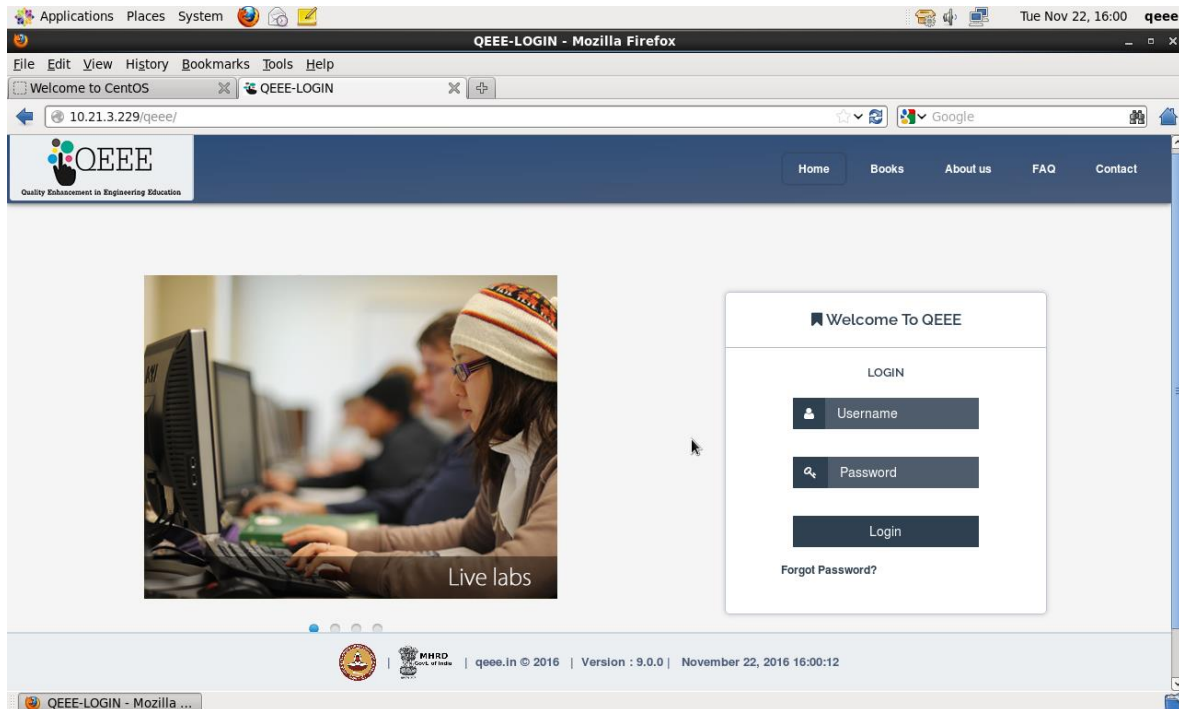 Applications Places System Tue Nov 22, 16:00 qeee
QEEE-LOGIN - Mozilla Firefox
File Edit View History Bookmarks Tools Help
Welcome to CentOS QEEE-LOGIN
10.21.3.229/qeee/ Google
QEEE
Quality Enhancement in Engineering Education
Home Books About us FAQ Contact
Live labs
Welcome To QEEE
LOGIN
Username
Password
Login
Forgot Password?
| MHRD | qeee.in © 2016 | Version : 9.0.0 | November 22, 2016 16:00:12
Govt. of India
QEEE-LOGIN - Mozilla ...